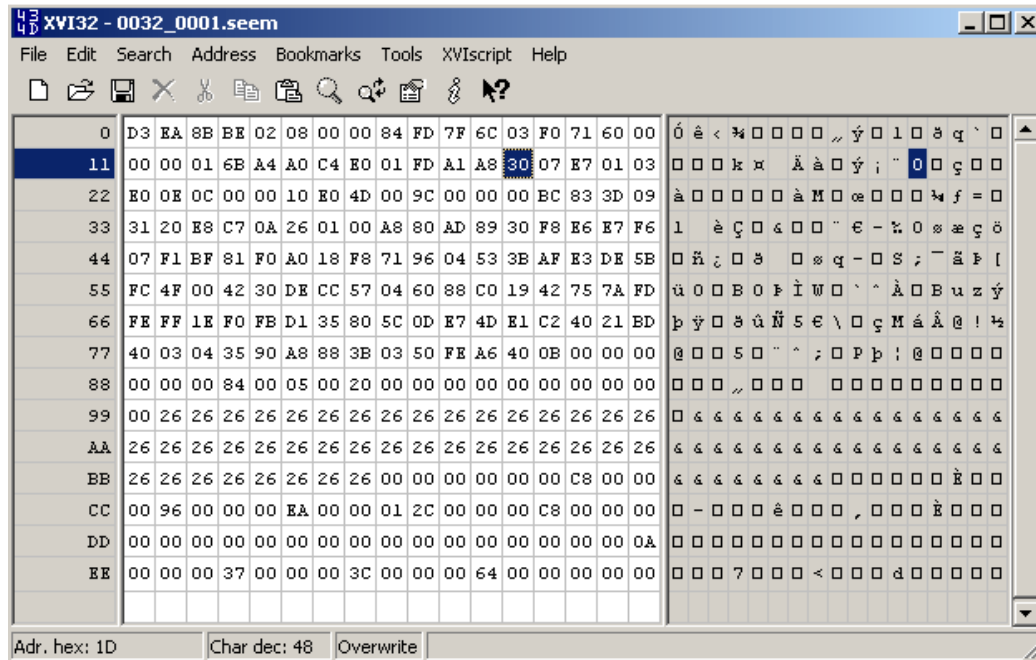 XVI32 - 0032_0001.seem
File Edit Search Address Bookmarks Tools XVIscript Help
0 D3 EA 8B BE 02 08 00 00 84 FD 7F 6C 03 F0 71 60 00 Ó ê ‹ ¾ □ □ □ □ „ ý □ l □ ð q ` □
11 00 00 01 6B A4 A0 C4 E0 01 FD A1 A8 30 07 E7 01 03 □ □ □ k ¤ Ä à □ ý ¡ ¨ 0 □ ç □ □
22 E0 0E 0C 00 00 10 E0 4D 00 9C 00 00 00 BC 83 3D 09 à □ □ □ □ □ à M □ œ □ □ □ ¼ ƒ = □
33 31 20 E8 C7 0A 26 01 00 A8 80 AD 89 30 F8 E6 E7 F6 1 è Ç □ & □ □ ¨ € - ‰ 0 ø æ ç ö
44 07 F1 BF 81 F0 A0 18 F8 71 96 04 53 3B AF E3 DE 5B □ ñ ¿ □ ð □ ø q – □ S ; ¯ ã Þ [
55 FC 4F 00 42 30 DE CC 57 04 60 88 C0 19 42 75 7A FD ü O □ B 0 Þ Ì W □ ` ˆ À □ B u z ý
66 FE FF 1E F0 FB D1 35 80 5C 0D E7 4D E1 C2 40 21 BD þ ÿ □ ð û Ñ 5 € \ □ ç M á Â @ ! ½
77 40 03 04 35 90 A8 88 3B 03 50 FE A6 40 0B 00 00 00 @ □ □ 5 □ ¨ ˆ ; □ P þ ¦ @ □ □ □ □
88 00 00 00 84 00 05 00 20 00 00 00 00 00 00 00 00 00 □ □ □ „ □ □ □ □ □ □ □ □ □ □ □ □
99 00 26 26 26 26 26 26 26 26 26 26 26 26 26 26 26 26 □ & & & & & & & & & & & & & & & &
AA 26 26 26 26 26 26 26 26 26 26 26 26 26 26 26 26 26 & & & & & & & & & & & & & & & & &
BB 26 26 26 26 26 26 26 26 00 00 00 00 00 00 C8 00 00 & & & & & & & & □ □ □ □ □ □ È □ □
CC 00 96 00 00 00 EA 00 00 01 2C 00 00 00 C8 00 00 00 □ – □ □ □ ê □ □ □ , □ □ □ È □ □ □
DD 00 00 00 00 00 00 00 00 00 00 00 00 00 00 00 00 0A □ □ □ □ □ □ □ □ □ □ □ □ □ □ □ □ □
EE 00 00 00 37 00 00 00 3C 00 00 00 64 00 00 00 00 00 □ □ □ 7 □ □ □ < □ □ □ d □ □ □ □ □
Adr. hex: 1D Char dec: 48 Overwrite